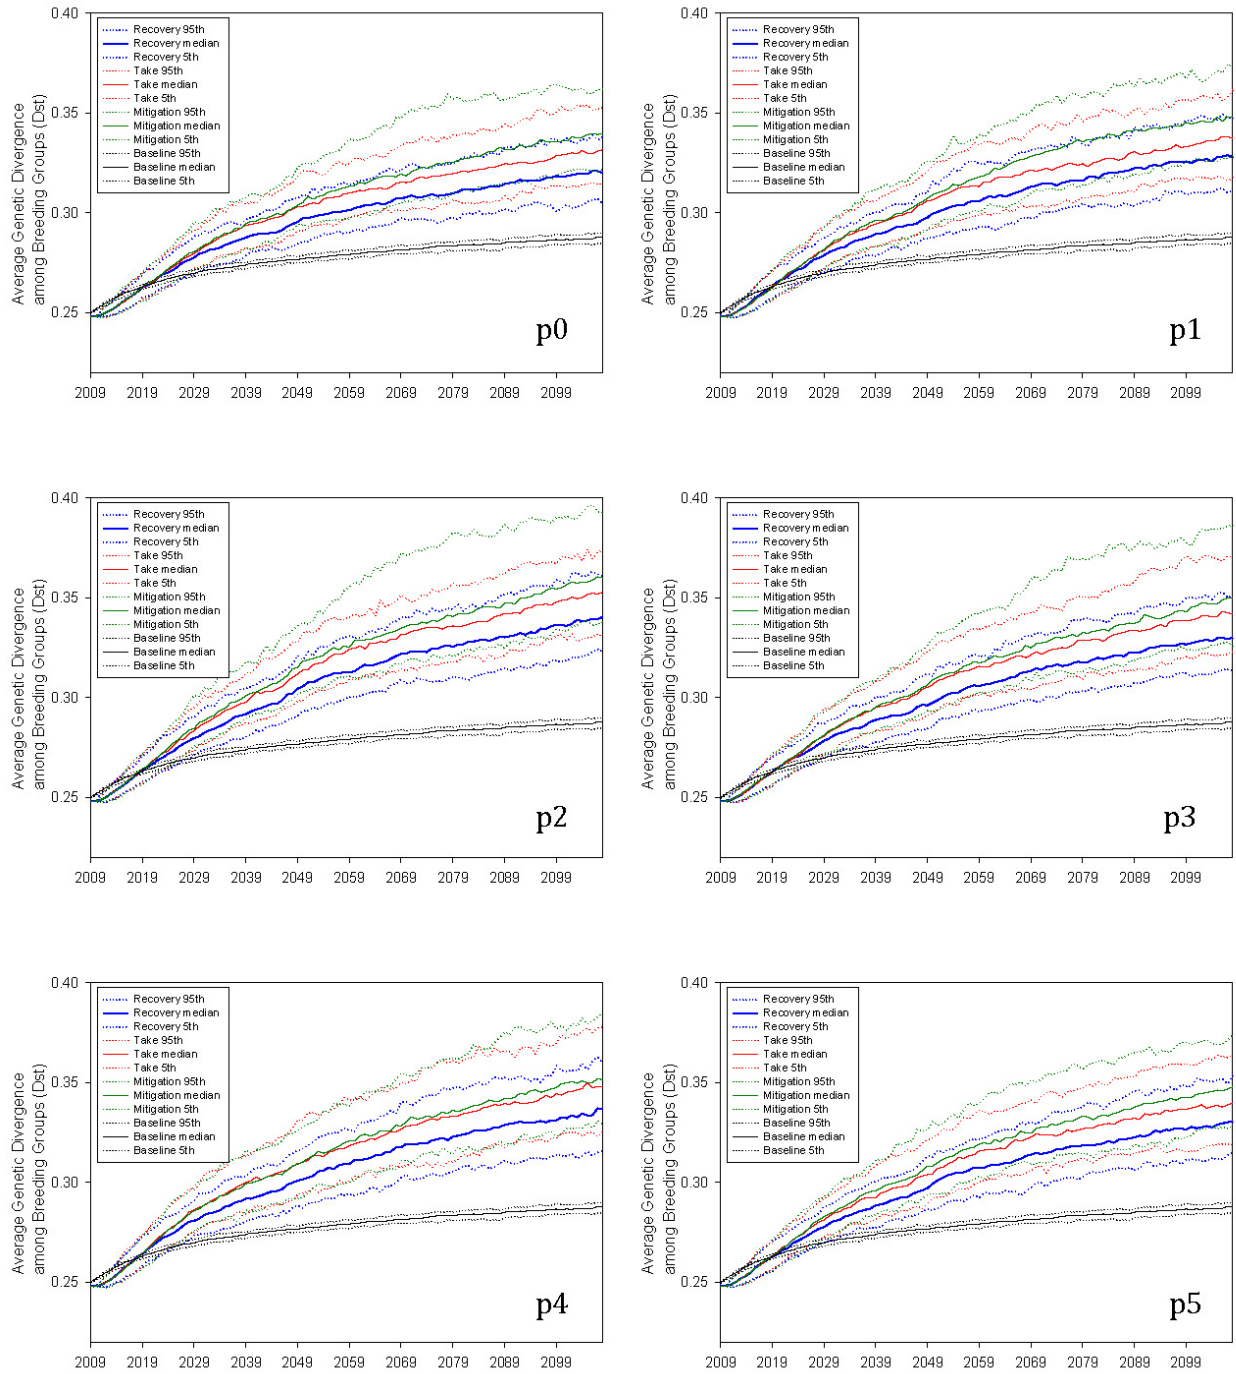 0.40
0.35
0.30
0.25
Average Genetic Divergence
among Breeding Groups (Dst)
Recovery 95th
Recovery median
Recovery 5th
Take 95th
Take median
Take 5th
Mitigation 95th
Mitigation median
Mitigation 5th
Baseline 95th
Baseline median
Baseline 5th
p0
2009 2019 2029 2039 2049 2059 2069 2079 2089 2099
0.40
0.35
0.30
0.25
Average Genetic Divergence
among Breeding Groups (Dst)
Recovery 95th
Recovery median
Recovery 5th
Take 95th
Take median
Take 5th
Mitigation 95th
Mitigation median
Mitigation 5th
Baseline 95th
Baseline median
Baseline 5th
p1
2009 2019 2029 2039 2049 2059 2069 2079 2089 2099
0.40
0.35
0.30
0.25
Average Genetic Divergence
among Breeding Groups (Dst)
Recovery 95th
Recovery median
Recovery 5th
Take 95th
Take median
Take 5th
Mitigation 95th
Mitigation median
Mitigation 5th
Baseline 95th
Baseline median
Baseline 5th
p2
2009 2019 2029 2039 2049 2059 2069 2079 2089 2099
0.40
0.35
0.30
0.25
Average Genetic Divergence
among Breeding Groups (Dst)
Recovery 95th
Recovery median
Recovery 5th
Take 95th
Take median
Take 5th
Mitigation 95th
Mitigation median
Mitigation 5th
Baseline 95th
Baseline median
Baseline 5th
p3
2009 2019 2029 2039 2049 2059 2069 2079 2089 2099
0.40
0.35
0.30
0.25
Average Genetic Divergence
among Breeding Groups (Dst)
Recovery 95th
Recovery median
Recovery 5th
Take 95th
Take median
Take 5th
Mitigation 95th
Mitigation median
Mitigation 5th
Baseline 95th
Baseline median
Baseline 5th
p4
2009 2019 2029 2039 2049 2059 2069 2079 2089 2099
0.40
0.35
0.30
0.25
Average Genetic Divergence
among Breeding Groups (Dst)
Recovery 95th
Recovery median
Recovery 5th
Take 95th
Take median
Take 5th
Mitigation 95th
Mitigation median
Mitigation 5th
Baseline 95th
Baseline median
Baseline 5th
p5
2009 2019 2029 2039 2049 2059 2069 2079 2089 2099